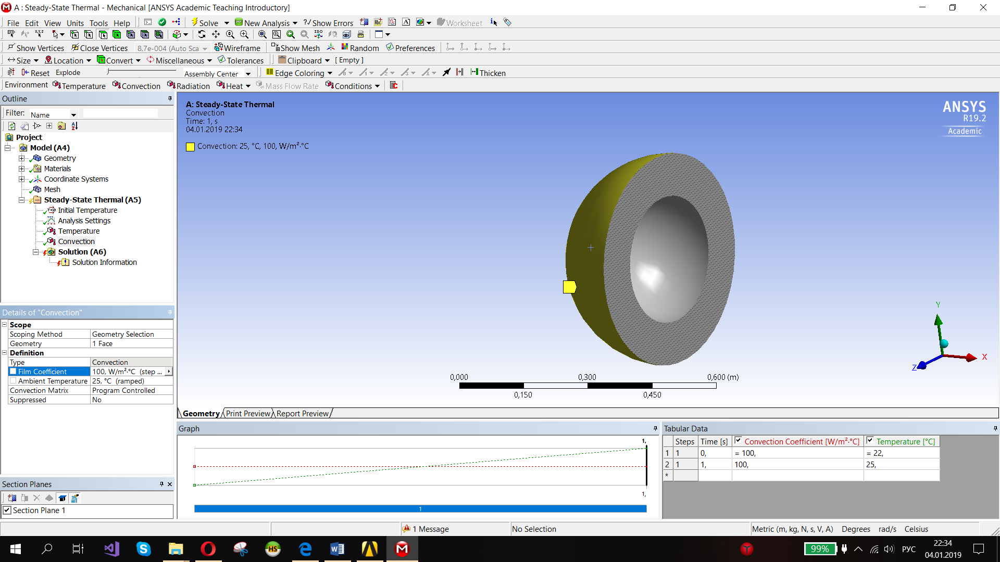 A : Steady-State Thermal - Mechanical [ANSYS Academic Teaching Introductory]
File Edit View Units Tools Help Solve New Analysis ?/ Show Errors Worksheet
Show Vertices Close Vertices 8,7e-004 (Auto Sca Wireframe Show Mesh Random Preferences
Size Location Convert Miscellaneous Tolerances Clipboard [ Empty ]
Reset Explode Assembly Center Edge Coloring Thicken
Environment Temperature Convection Radiation Heat Mass Flow Rate Conditions
Outline
Filter: Name
Project
Model (A4)
Geometry
Materials
Coordinate Systems
Mesh
Steady-State Thermal (A5)
Initial Temperature
Analysis Settings
Temperature
Convection
Solution (A6)
Solution Information
Details of "Convection"
Scope
Scoping Method Geometry Selection
Geometry 1 Face
Definition
Type Convection
Film Coefficient 100, W/m²·°C (step ...
Ambient Temperature 25, °C (ramped)
Convection Matrix Program Controlled
Suppressed No
Section Planes
Section Plane 1
A: Steady-State Thermal
Convection
Time: 1, s
04.01.2019 22:34
Convection: 25, °C, 100, W/m²·°C
ANSYS
R19.2
Academic
Y
X
Z
0,000 0,300 0,600 (m)
0,150 0,450
Geometry Print Preview Report Preview
Graph
1,
1,
1
Tabular Data
Steps Time [s] Convection Coefficient [W/m²·°C] Temperature [°C]
1 1 0, = 100, = 22,
2 1 1, 100, 25,
*
1 Message No Selection Metric (m, kg, N, s, V, A) Degrees rad/s Celsius
HS
99% РУС 22:34
04.01.2019